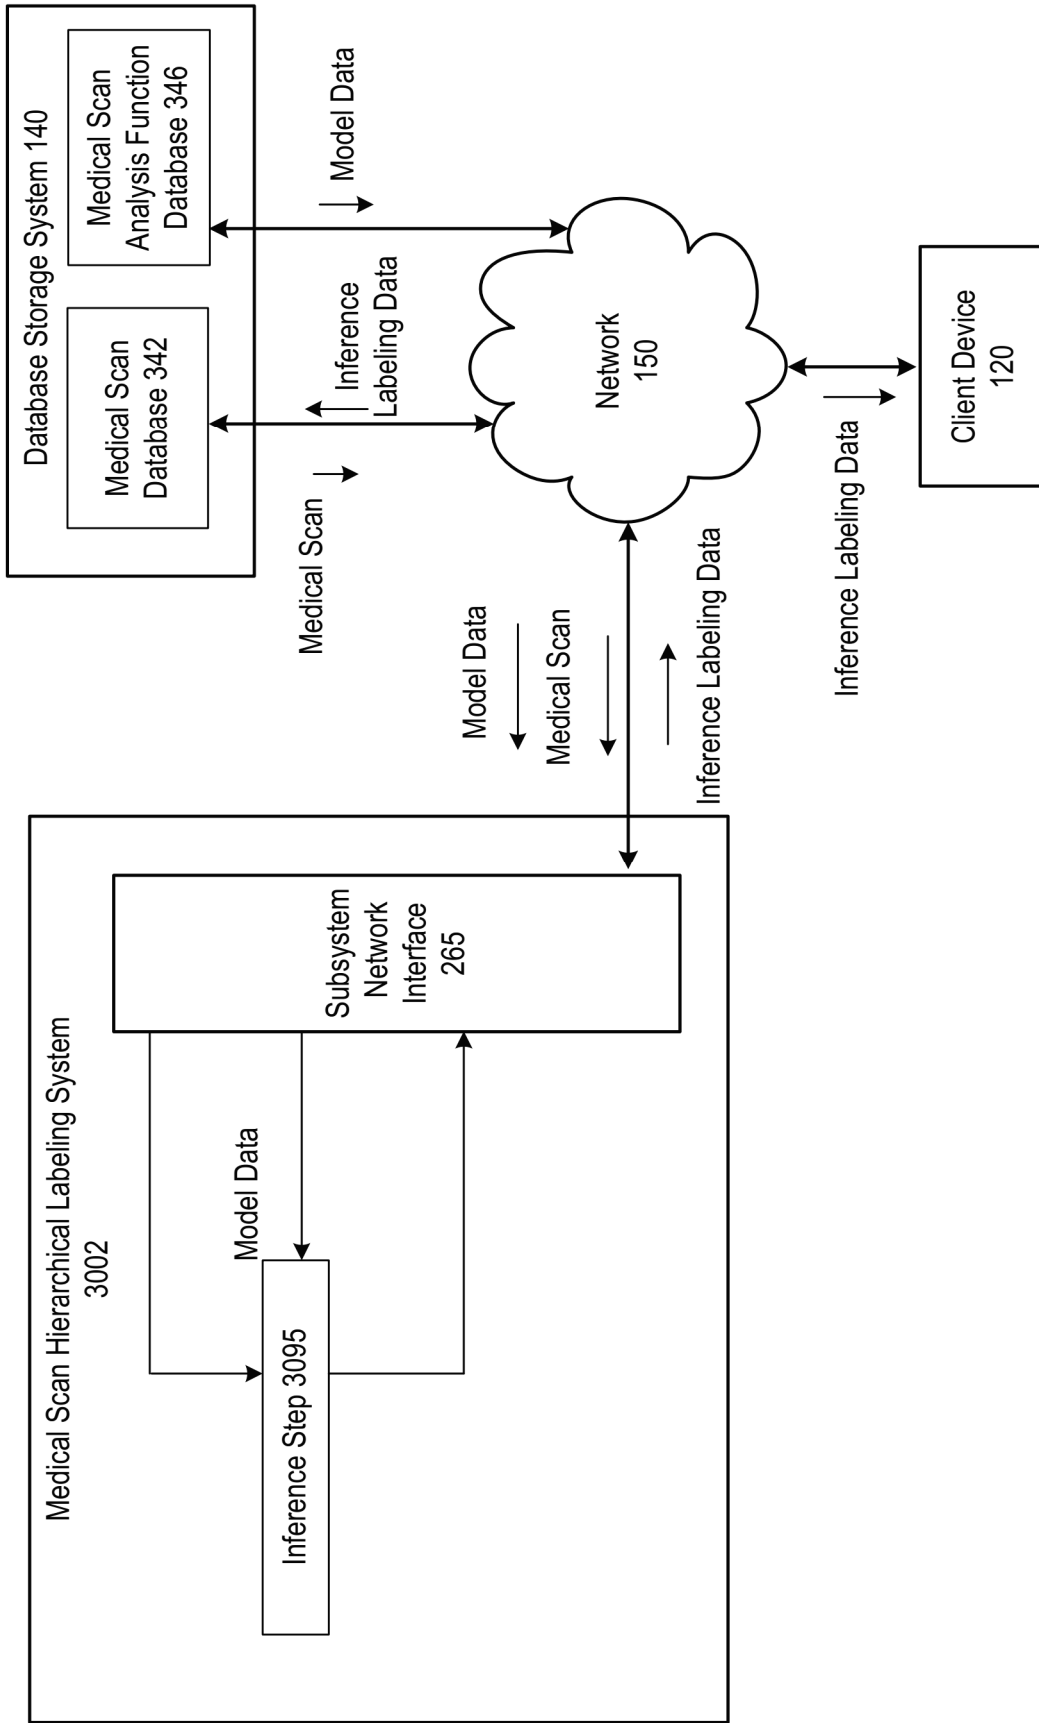 Medical Scan Hierarchical Labeling System
3002
Inference Step 3095
Model Data
Subsystem
Network
Interface
265
Database Storage System 140
Medical Scan
Database 342
Medical Scan
Analysis Function
Database 346
Medical Scan
Inference
Labeling Data
Model Data
Model Data
Medical Scan
Inference Labeling Data
Network
150
Inference Labeling Data
Client Device
120